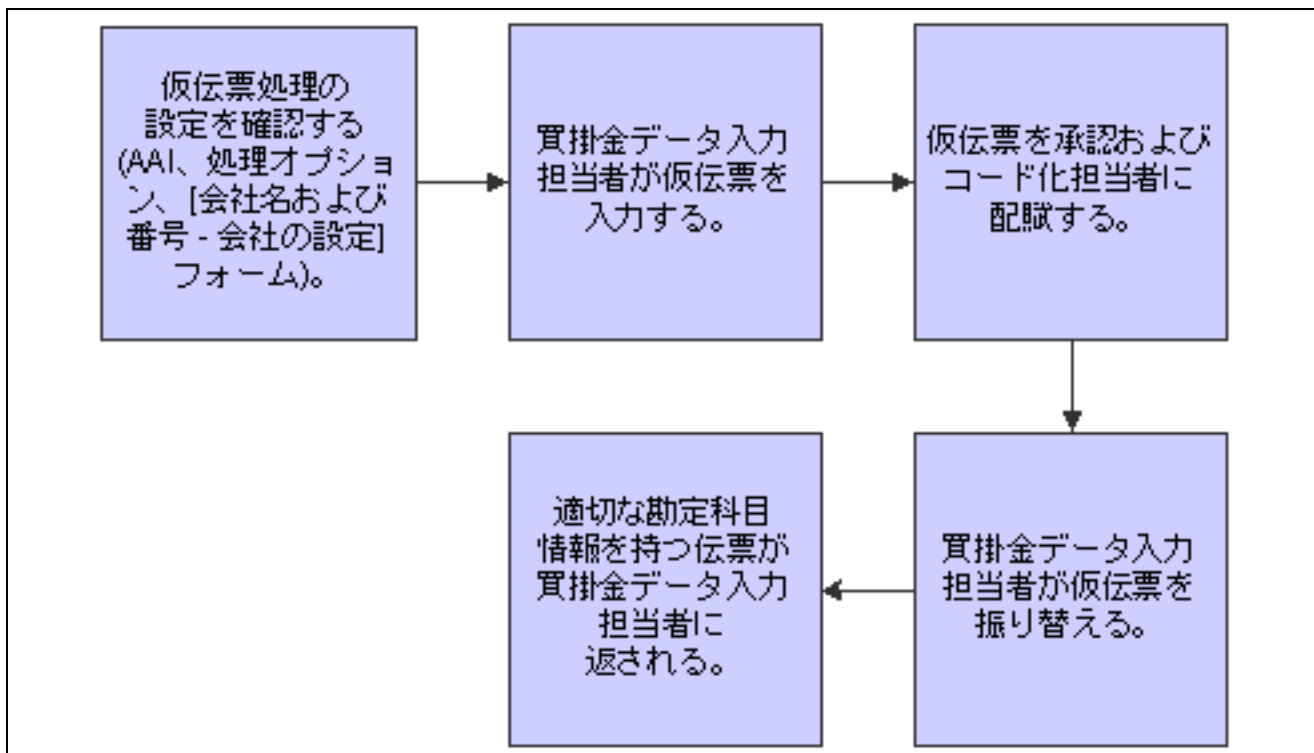 仮伝票処理の
設定を確認する
(AAI、処理オプショ
ン、[会社名および
番号 - 会社の設定]
フォーム)。
買掛金データ入力
担当者が仮伝票を
入力する。
仮伝票を承認および
コード化担当者に
配賦する。
買掛金データ入力
担当者が仮伝票を
振り替える。
適切な勘定科目
情報を持つ伝票が
買掛金データ入力
担当者に
返される。